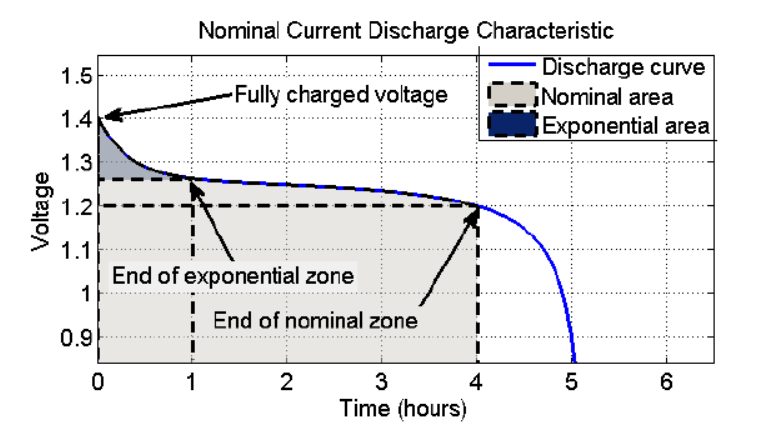 Nominal Current Discharge Characteristic
Discharge curve
Nominal area
Exponential area
Fully charged voltage
End of exponential zone
End of nominal zone
Voltage
1.5
1.4
1.3
1.2
1.1
1
0.9
0 1 2 3 4 5 6
Time (hours)